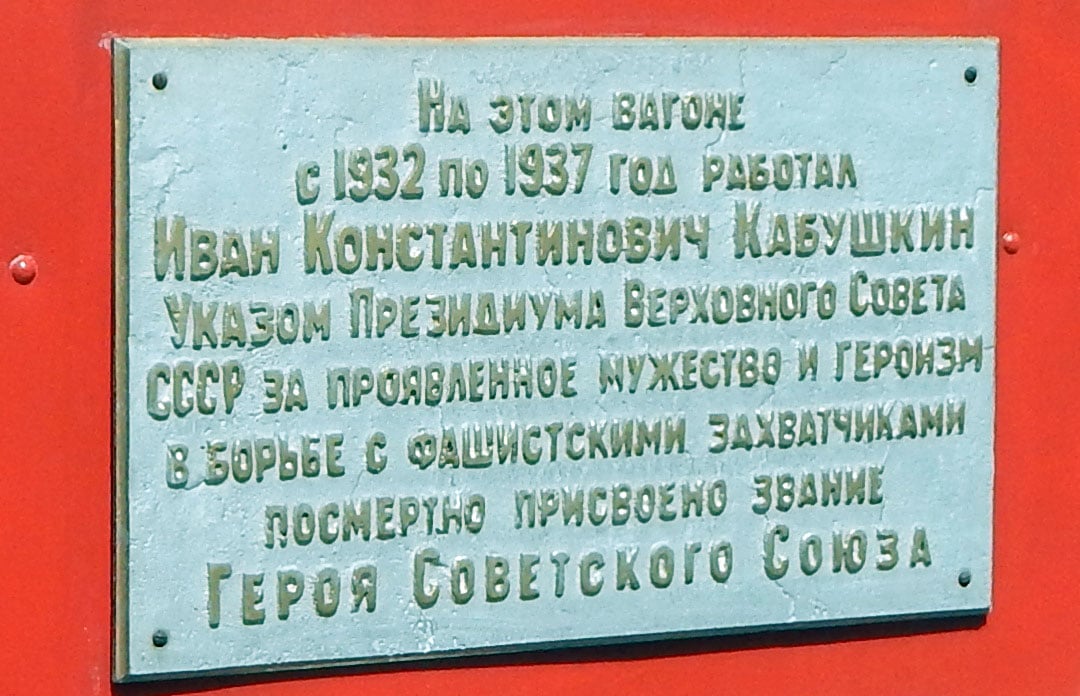 На этом вагоне
с 1932 по 1937 год работал
Иван Константинович Кабушкин
Указом Президиума Верховного Совета
СССР за проявленное мужество и героизм
в борьбе с фашистскими захватчиками
посмертно присвоено звание
Героя Советского Союза